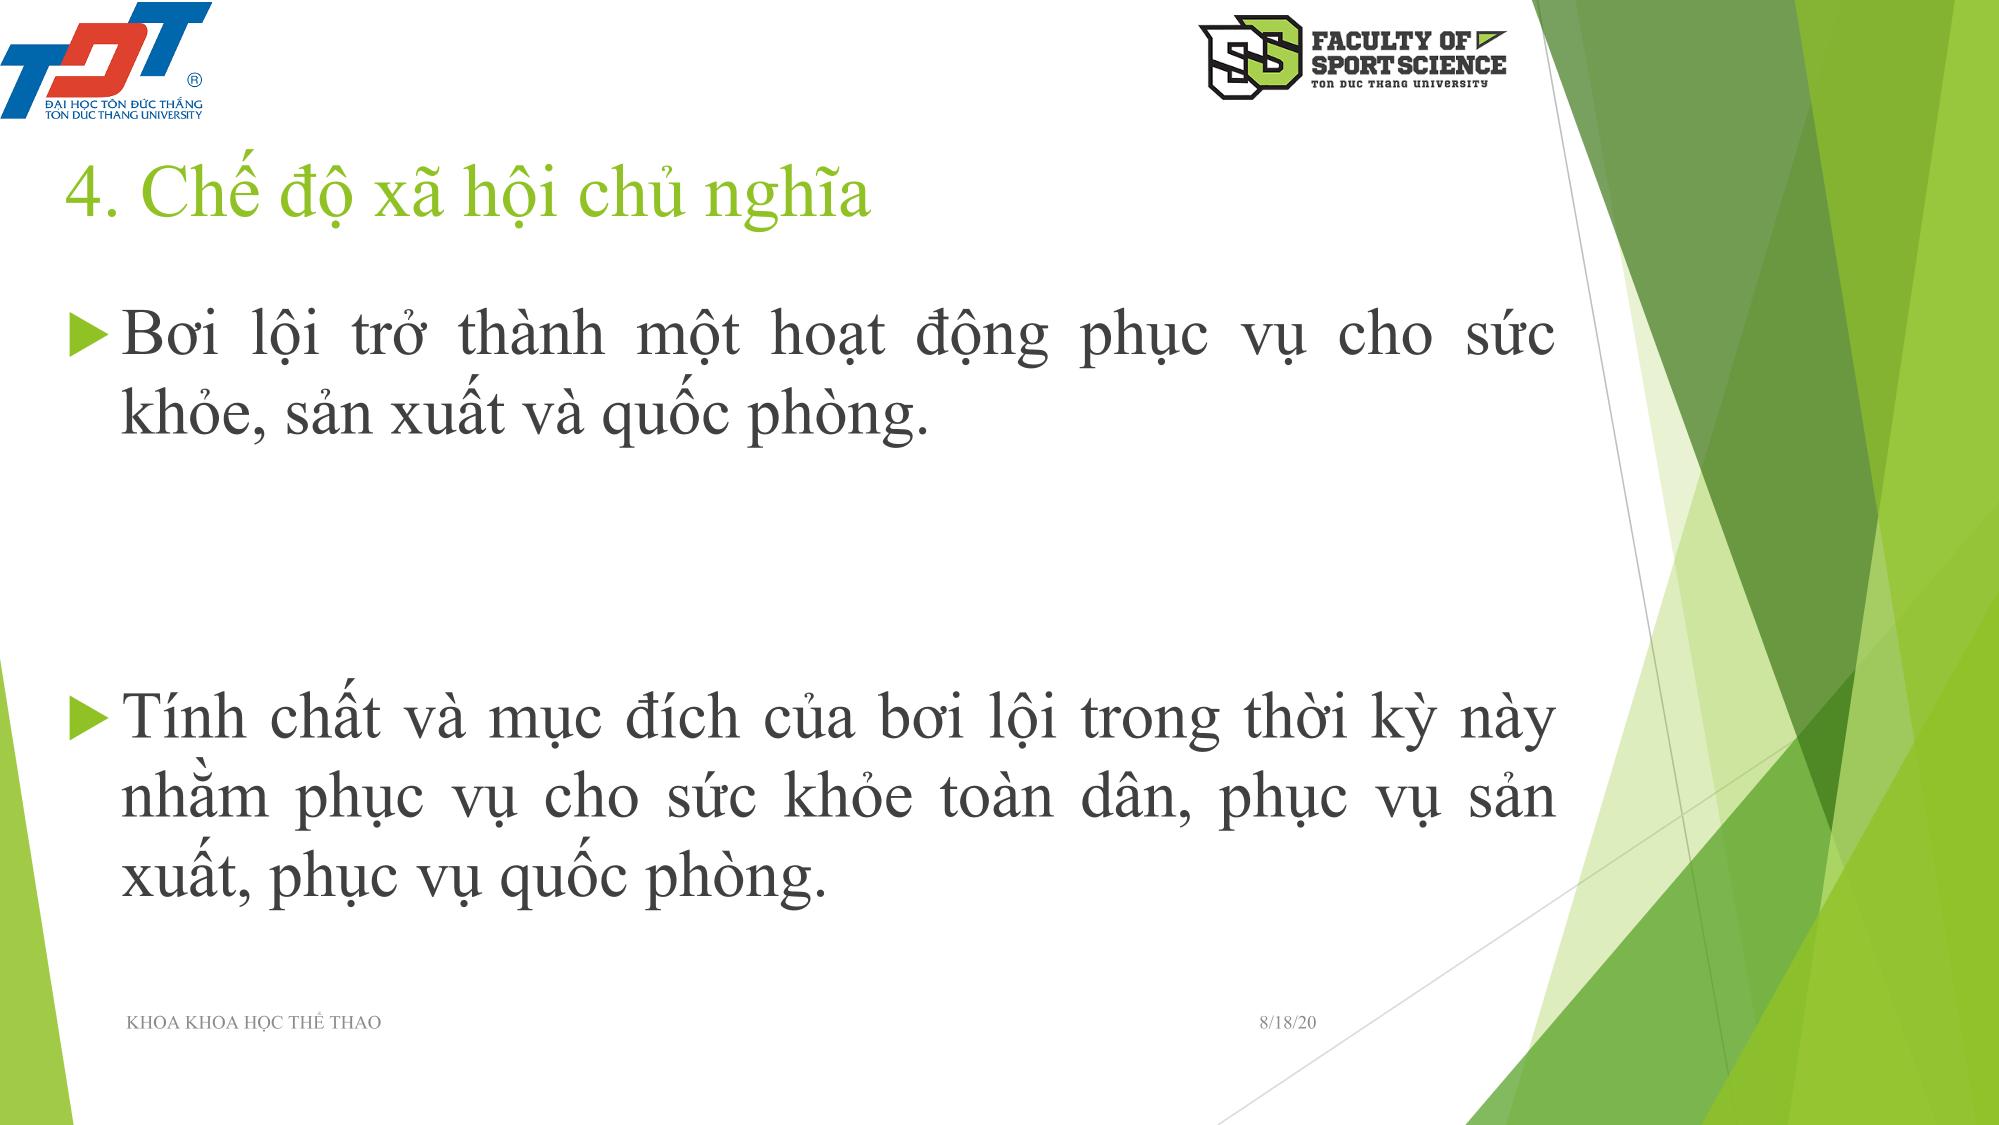 TDT
®
ĐẠI HỌC TÔN ĐỨC THẮNG
TON DUC THANG UNIVERSITY
SS
FACULTY OF
SPORT SCIENCE
TON DUC THANG UNIVERSITY
4. Chế độ xã hội chủ nghĩa
Bơi lội trở thành một hoạt động phục vụ cho sức
khỏe, sản xuất và quốc phòng.
Tính chất và mục đích của bơi lội trong thời kỳ này
nhằm phục vụ cho sức khỏe toàn dân, phục vụ sản
xuất, phục vụ quốc phòng.
KHOA KHOA HỌC THỂ THAO
8/18/20